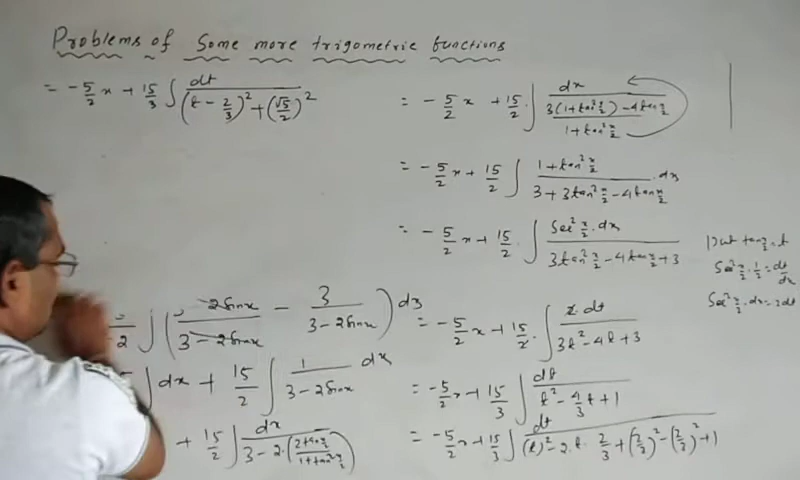 Problems of Some more trigometric functions
= -5/2 x + 15/3 ∫ dt / ((t - 2/3)² + (√5/2)²)
-2 ∫ (3 - 2Sinx / 3 - 2Sinx - 3 / 3 - 2Sinx) dx
∫ dx + 15/2 ∫ 1 / 3 - 2Sinx dx
+ 15/2 ∫ dx / 3 - 2·(2tan x/2 / 1+tan² x/2)
= -5/2 x + 15/2 ∫ dx / (3(1+tan² x/2) - 4tan x/2 / 1+tan² x/2)
= -5/2 x + 15/2 ∫ 1+tan² x/2 / 3+3tan² x/2 - 4tan x/2 · dx
= -5/2 x + 15/2 · ∫ Sec² x/2 · dx / 3tan² x/2 - 4tan x/2 + 3
= -5/2 x + 15/2 · ∫ 2 dt / 3t² - 4t + 3
= -5/2 x + 15/3 ∫ dt / t² - 4/3 t + 1
= -5/2 x + 15/3 ∫ dt / (t)² - 2·t· 2/3 + (2/3)² - (2/3)² + 1
Put tan x/2 = t
Sec² x/2 · 1/2 = dt/dx
Sec² x/2 · dx = 2dt